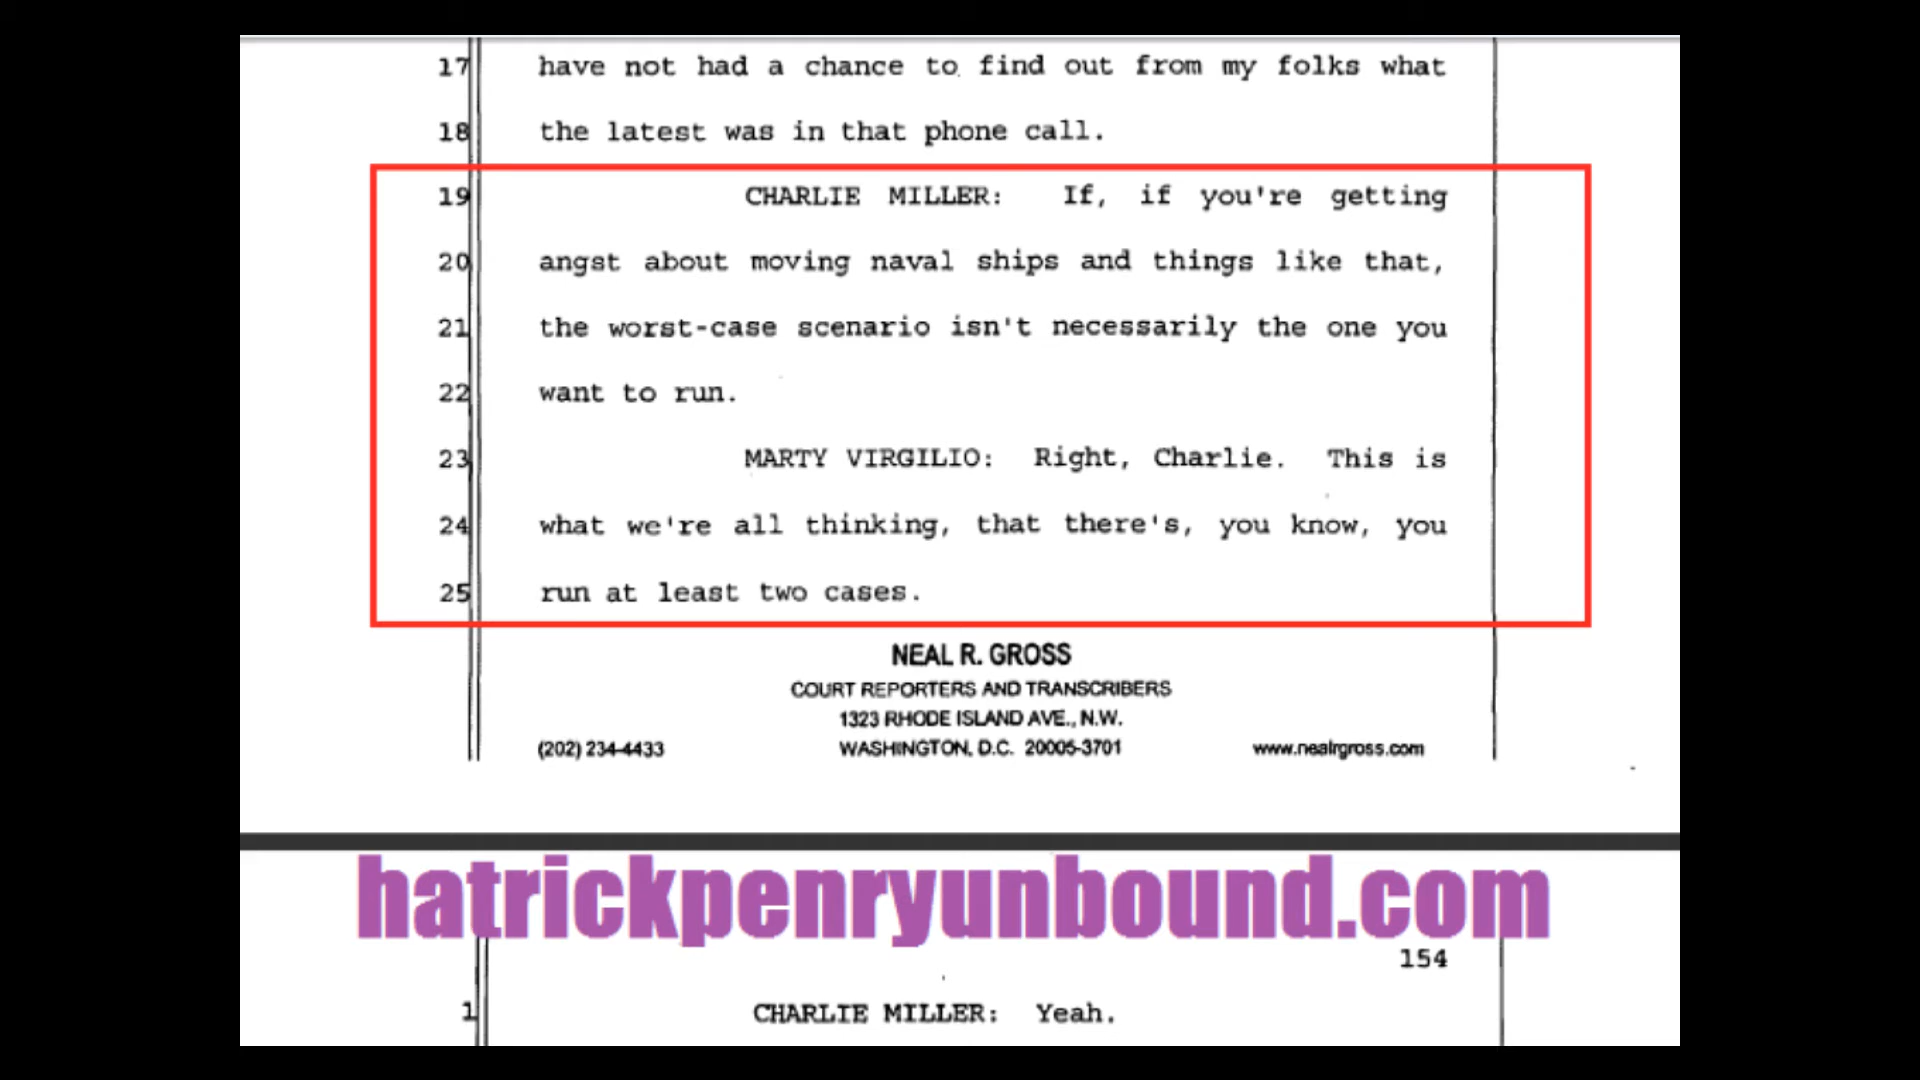 17 have not had a chance to find out from my folks what
18 the latest was in that phone call.
19 CHARLIE MILLER: If, if you're getting
20 angst about moving naval ships and things like that,
21 the worst-case scenario isn't necessarily the one you
22 want to run.
23 MARTY VIRGILIO: Right, Charlie. This is
24 what we're all thinking, that there's, you know, you
25 run at least two cases.
NEAL R. GROSS
COURT REPORTERS AND TRANSCRIBERS
1323 RHODE ISLAND AVE., N.W.
(202) 234-4433 WASHINGTON, D.C. 20005-3701 www.nealrgross.com
hatrickpenryunbound.com
154
1 CHARLIE MILLER: Yeah.